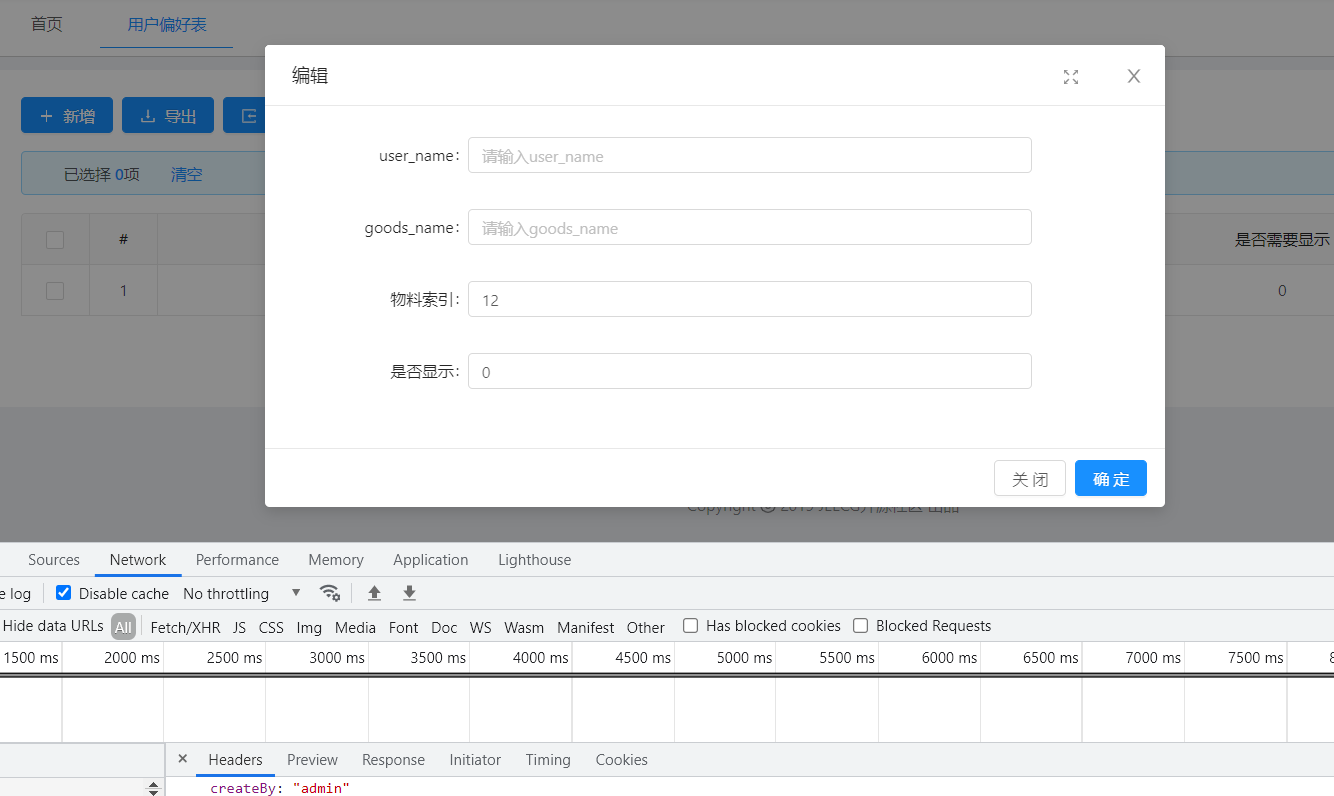 首页 用户偏好表
编辑
新增 导出
user_name： 请输入user_name
已选择 0项 清空
goods_name： 请输入goods_name
# 是否需要显示
1 0
物料索引： 12
是否显示： 0
关 闭 确 定
Copyright © 2019 JEECG开源社区 出品
Sources Network Performance Memory Application Lighthouse
e log Disable cache No throttling
Hide data URLs All Fetch/XHR JS CSS Img Media Font Doc WS Wasm Manifest Other Has blocked cookies Blocked Requests
1500 ms 2000 ms 2500 ms 3000 ms 3500 ms 4000 ms 4500 ms 5000 ms 5500 ms 6000 ms 6500 ms 7000 ms 7500 ms 8
× Headers Preview Response Initiator Timing Cookies
createBy: "admin"